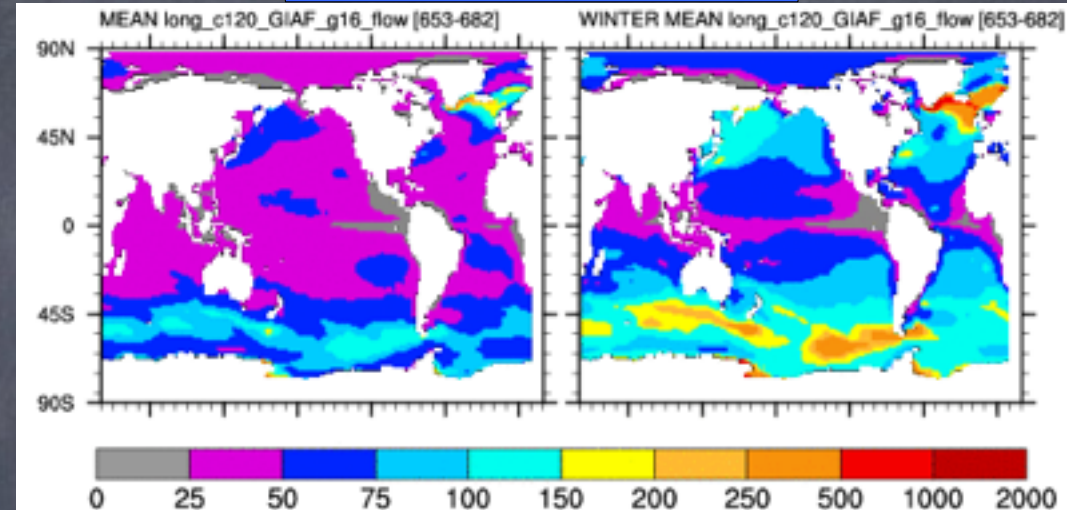 MEAN long_c120_GIAF_g16_flow [653-682]
WINTER MEAN long_c120_GIAF_g16_flow [653-682]
90N
45N
0
45S
90S
0 25 50 75 100 150 200 250 500 1000 2000